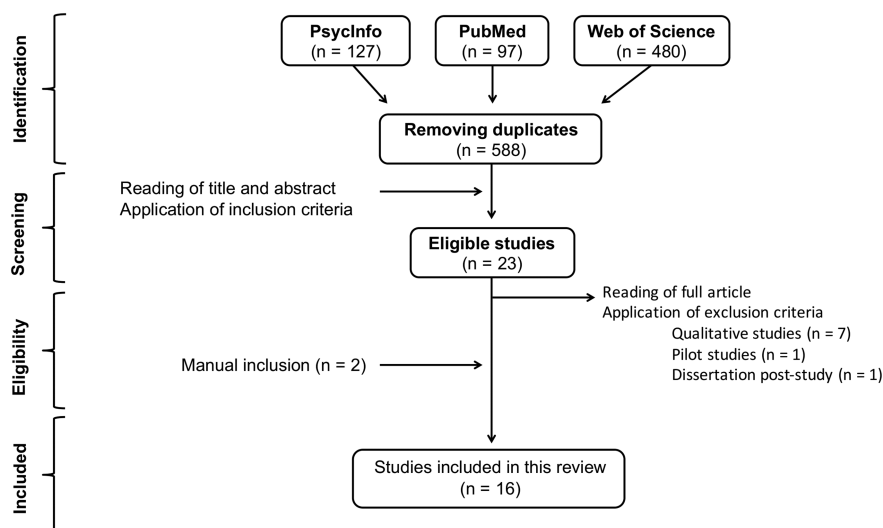 Identification
PsycInfo
(n = 127)
PubMed
(n = 97)
Web of Science
(n = 480)
Removing duplicates
(n = 588)
Screening
Reading of title and abstract
Application of inclusion criteria
Eligible studies
(n = 23)
Eligibility
Reading of full article
Application of exclusion criteria
Qualitative studies (n = 7)
Pilot studies (n = 1)
Dissertation post-study (n = 1)
Manual inclusion (n = 2)
Included
Studies included in this review
(n = 16)